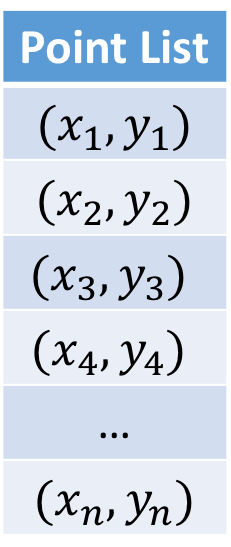 Point List
(x₁, y₁)
(x₂, y₂)
(x₃, y₃)
(x₄, y₄)
...
(xₙ, yₙ)